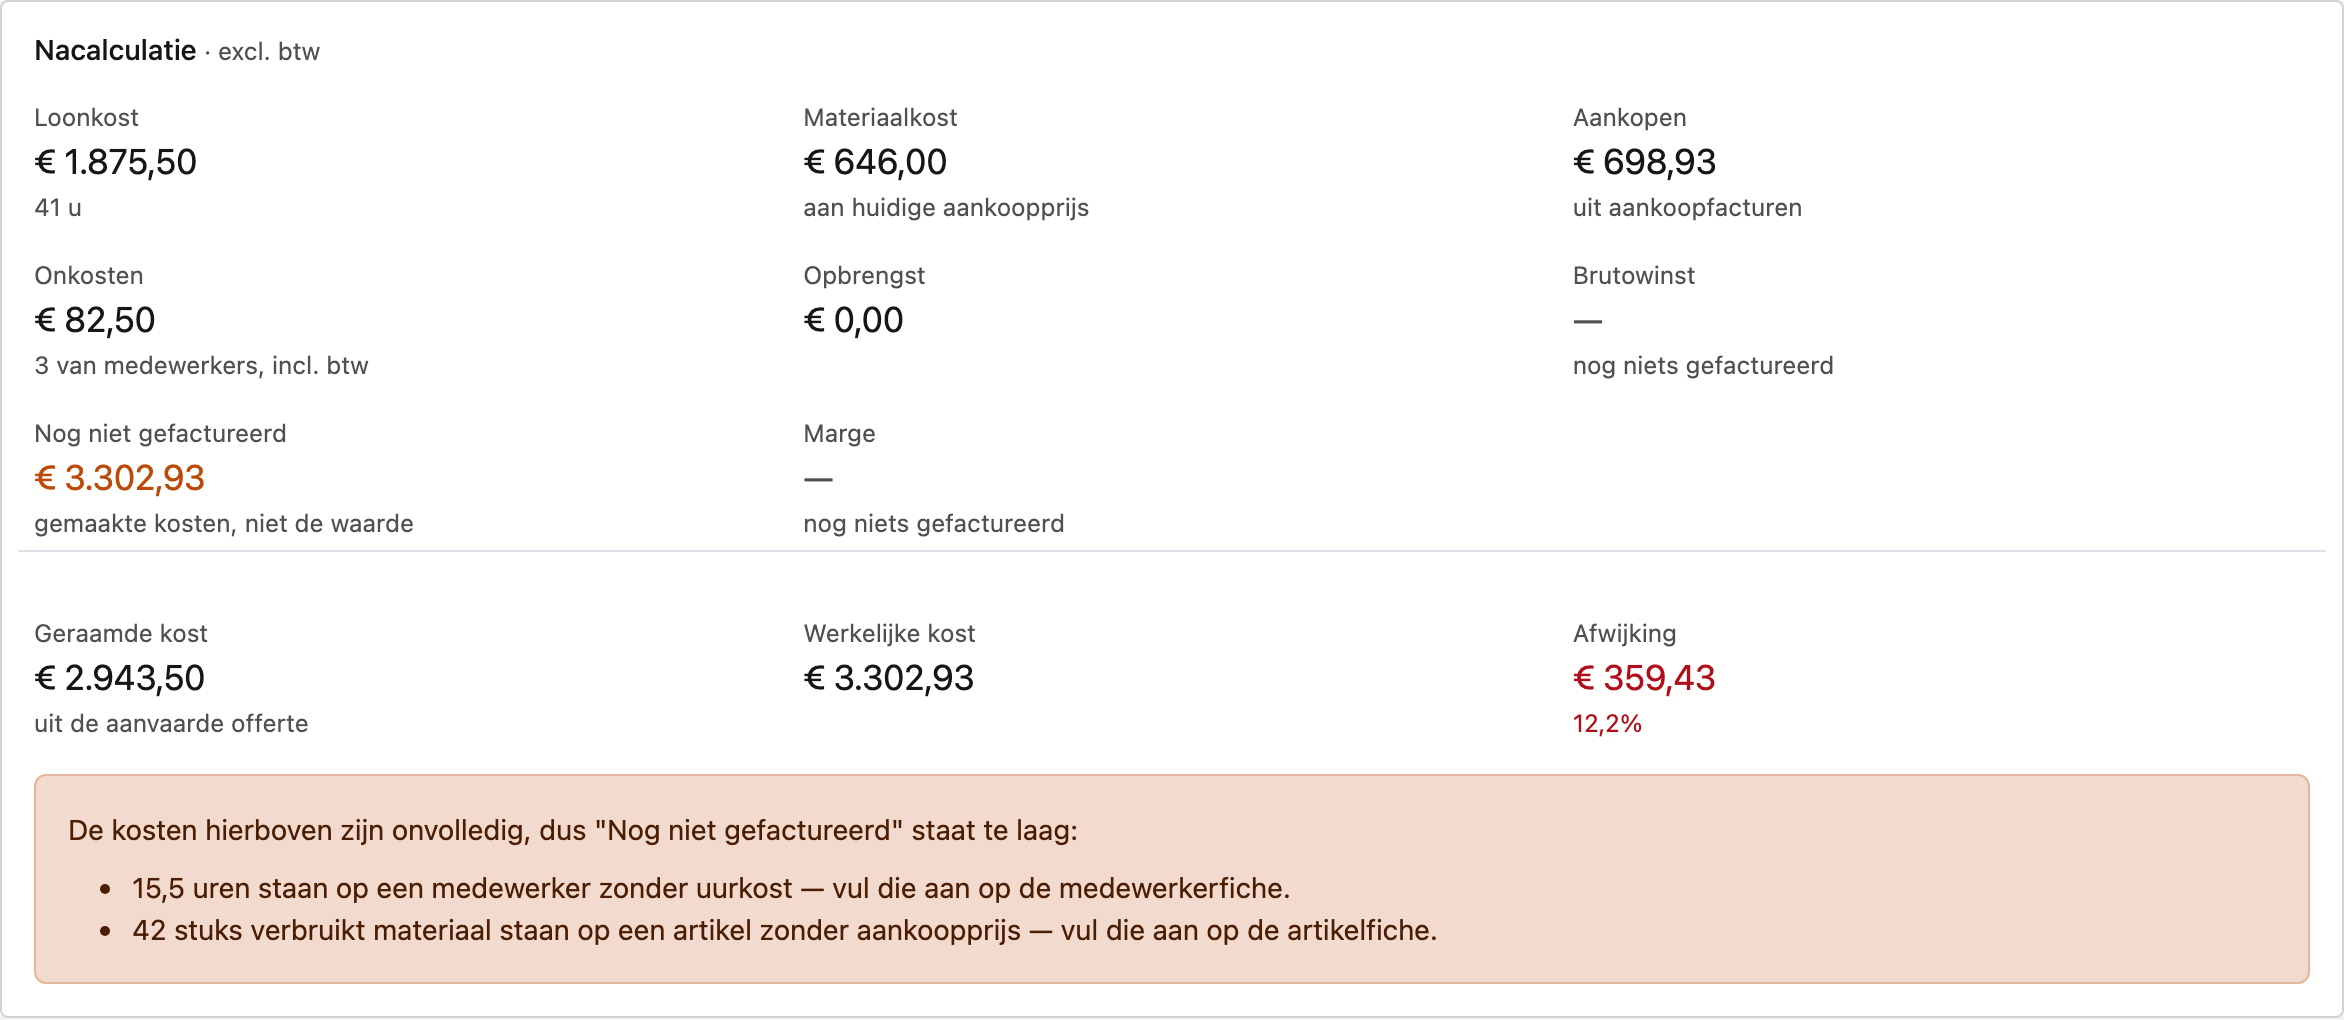 Nacalculatie · excl. btw
Loonkost
€ 1.875,50
41 u
Materiaalkost
€ 646,00
aan huidige aankoopprijs
Aankopen
€ 698,93
uit aankoopfacturen
Onkosten
€ 82,50
3 van medewerkers, incl. btw
Opbrengst
€ 0,00
Brutowinst
—
nog niets gefactureerd
Nog niet gefactureerd
€ 3.302,93
gemaakte kosten, niet de waarde
Marge
—
nog niets gefactureerd
Geraamde kost
€ 2.943,50
uit de aanvaarde offerte
Werkelijke kost
€ 3.302,93
Afwijking
€ 359,43
12,2%
De kosten hierboven zijn onvolledig, dus "Nog niet gefactureerd" staat te laag:
• 15,5 uren staan op een medewerker zonder uurkost — vul die aan op de medewerkerfiche.
• 42 stuks verbruikt materiaal staan op een artikel zonder aankoopprijs — vul die aan op de artikelfiche.